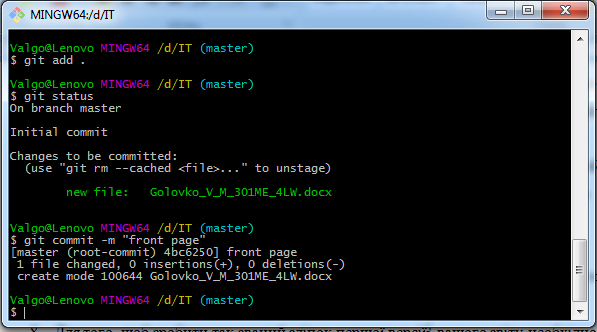 MINGW64:/d/IT
Valgo@Lenovo MINGW64 /d/IT (master)
$ git add .
Valgo@Lenovo MINGW64 /d/IT (master)
$ git status
On branch master
Initial commit
Changes to be committed:
(use "git rm --cached <file>..." to unstage)
new file: Golovko_V_M_301ME_4LW.docx
Valgo@Lenovo MINGW64 /d/IT (master)
$ git commit -m "front page"
[master (root-commit) 4bc6250] front page
1 file changed, 0 insertions(+), 0 deletions(-)
create mode 100644 Golovko_V_M_301ME_4LW.docx
Valgo@Lenovo MINGW64 /d/IT (master)
$